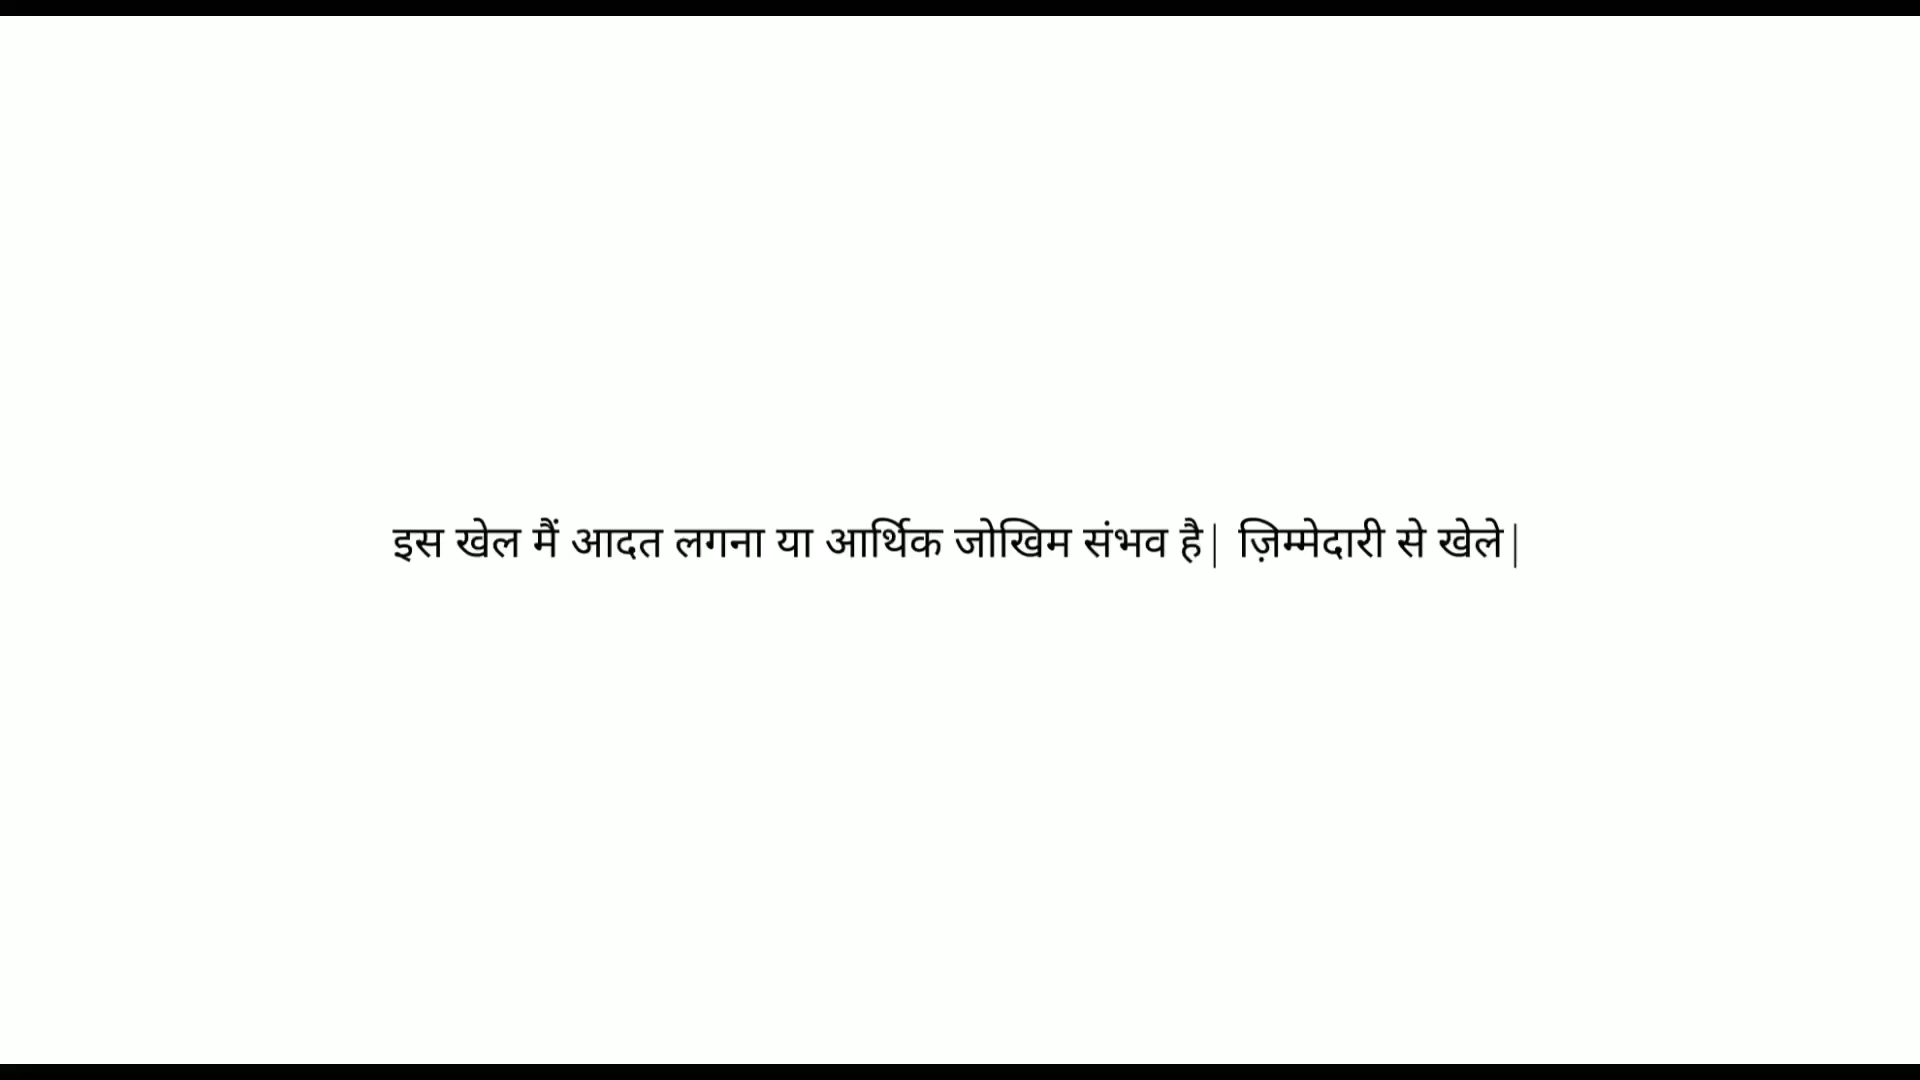 इस खेल मैं आदत लगना या आर्थिक जोखिम संभव है| ज़िम्मेदारी से खेले|